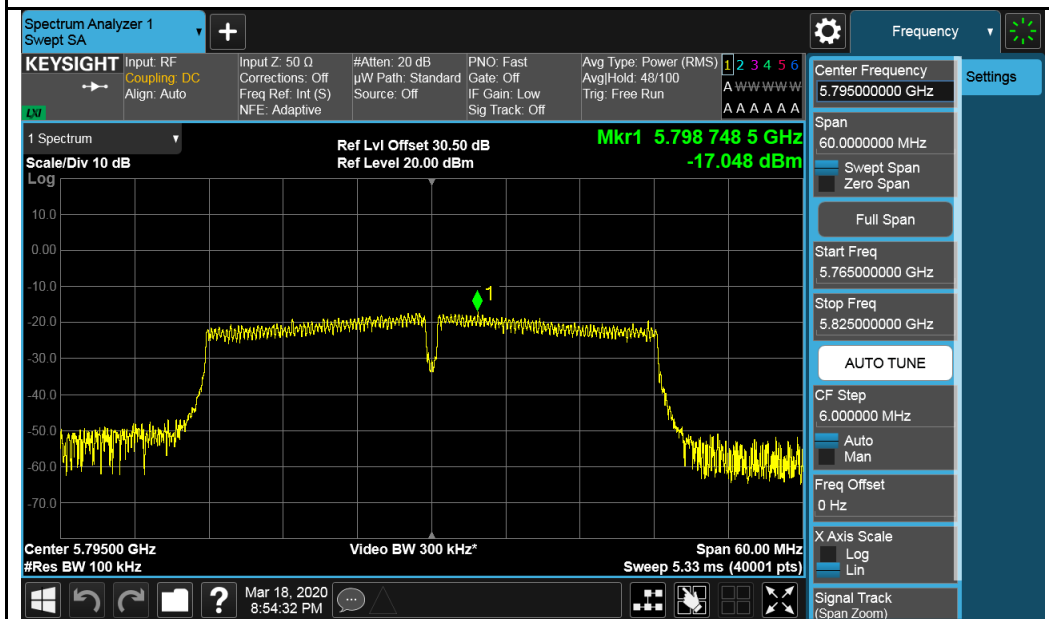 Spectrum Analyzer 1
Swept SA
+
Frequency
KEYSIGHT
LXI
Input: RF
Coupling: DC
Align: Auto
Input Z: 50 Ω
Corrections: Off
Freq Ref: Int (S)
NFE: Adaptive
#Atten: 20 dB
µW Path: Standard
Source: Off
PNO: Fast
Gate: Off
IF Gain: Low
Sig Track: Off
Avg Type: Power (RMS)
Avg|Hold: 48/100
Trig: Free Run
1 2 3 4 5 6
A W W W W W
A A A A A A
1 Spectrum
Scale/Div 10 dB
Log
Ref Lvl Offset 30.50 dB
Ref Level 20.00 dBm
Mkr1 5.798 748 5 GHz
-17.048 dBm
10.0
0.00
-10.0
-20.0
-30.0
-40.0
-50.0
-60.0
-70.0
1
Center 5.79500 GHz
#Res BW 100 kHz
Video BW 300 kHz*
Span 60.00 MHz
Sweep 5.33 ms (40001 pts)
Center Frequency
5.795000000 GHz
Settings
Span
60.0000000 MHz
Swept Span
Zero Span
Full Span
Start Freq
5.765000000 GHz
Stop Freq
5.825000000 GHz
AUTO TUNE
CF Step
6.000000 MHz
Auto
Man
Freq Offset
0 Hz
X Axis Scale
Log
Lin
Signal Track
(Span Zoom)
?
Mar 18, 2020
8:54:32 PM